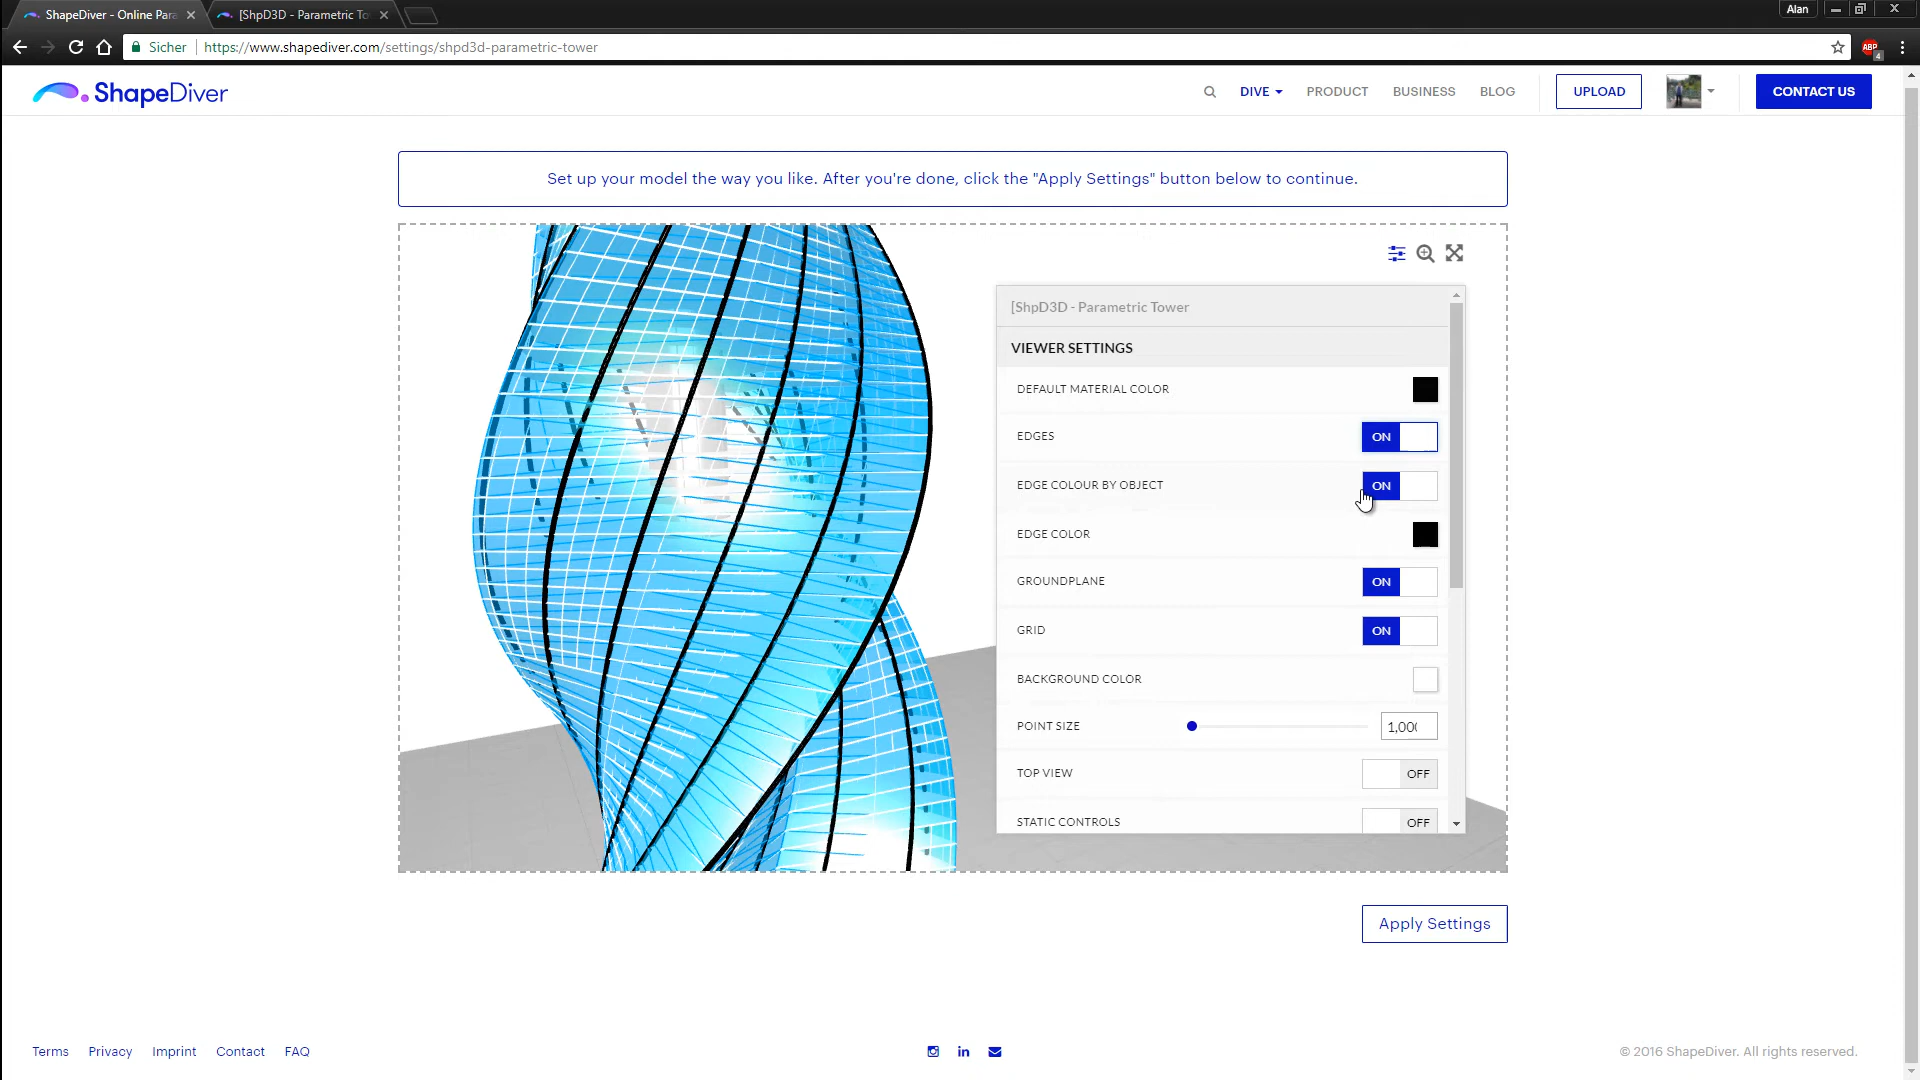 ShapeDiver - Online Para
[ShpD3D - Parametric To
Alan
Sicher
https://www.shapediver.com/settings/shpd3d-parametric-tower
ABP
4
ShapeDiver
DIVE
PRODUCT
BUSINESS
BLOG
UPLOAD
CONTACT US
Set up your model the way you like. After you're done, click the "Apply Settings" button below to continue.
[ShpD3D - Parametric Tower
VIEWER SETTINGS
DEFAULT MATERIAL COLOR
EDGES
ON
EDGE COLOUR BY OBJECT
ON
EDGE COLOR
GROUNDPLANE
ON
GRID
ON
BACKGROUND COLOR
POINT SIZE
1,00
TOP VIEW
OFF
STATIC CONTROLS
OFF
Apply Settings
Terms
Privacy
Imprint
Contact
FAQ
in
© 2016 ShapeDiver. All rights reserved.